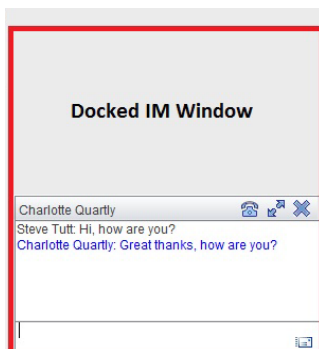 Docked IM Window
Charlotte Quartly
Steve Tutt: Hi, how are you?
Charlotte Quartly: Great thanks, how are you?